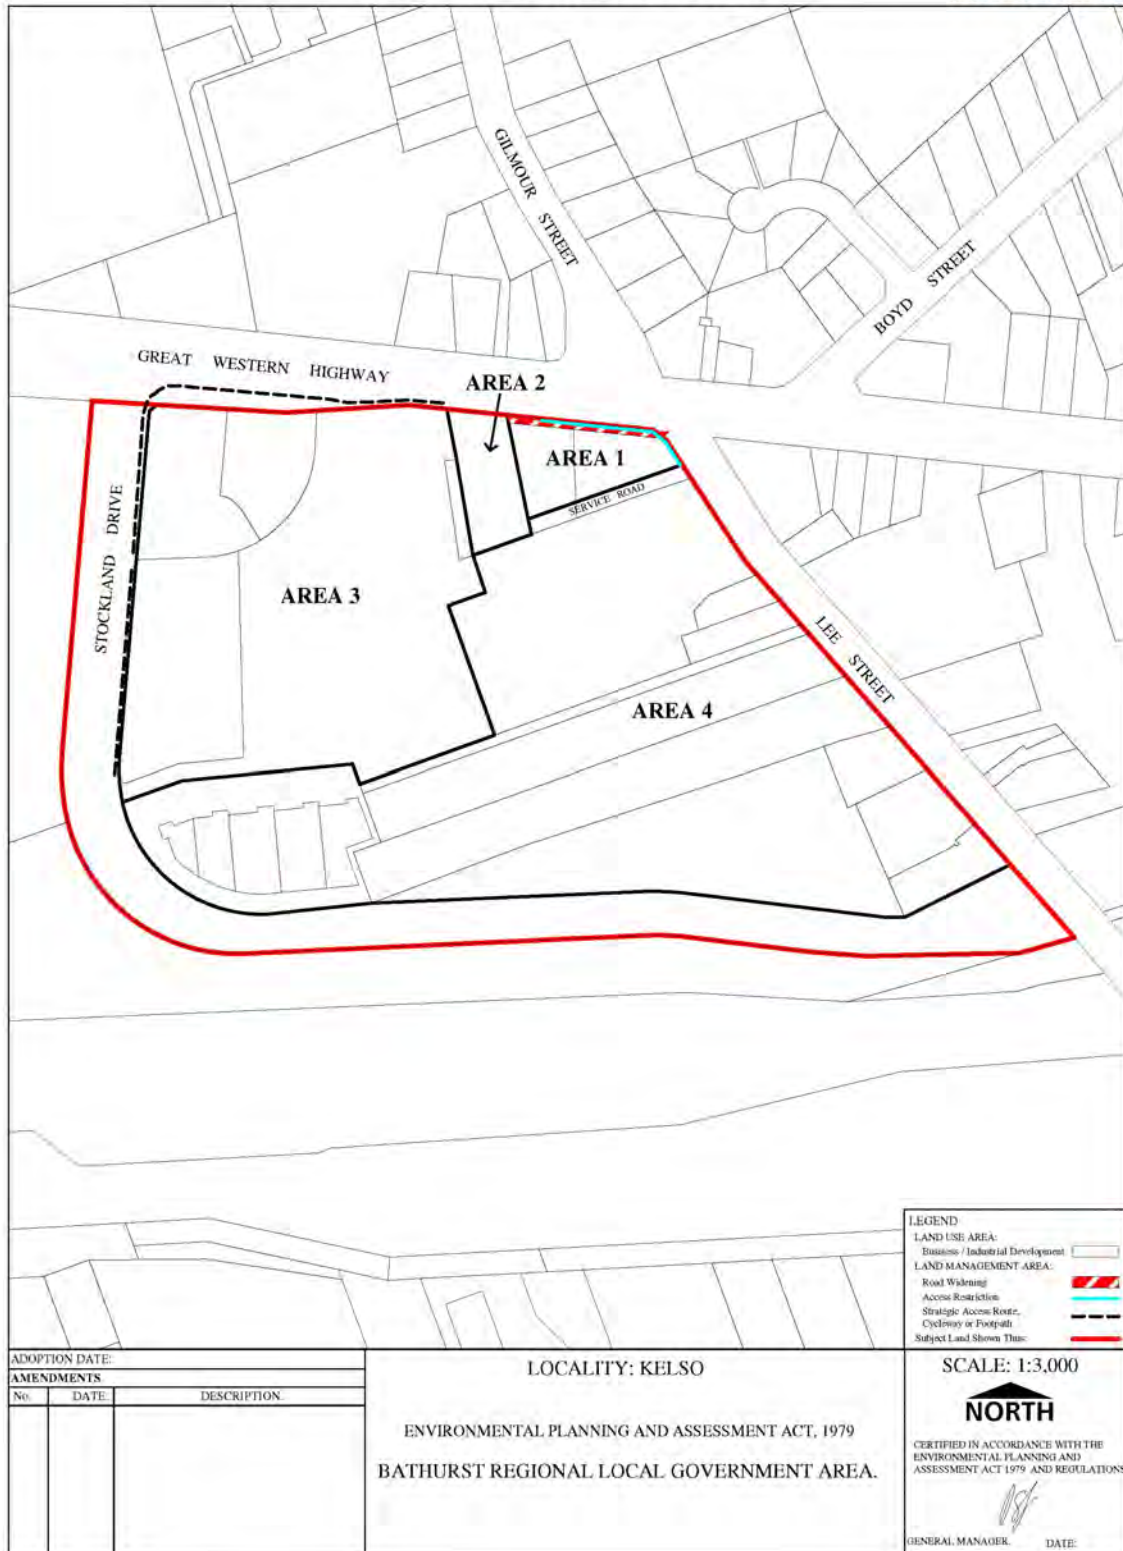 GILMOUR STREET
BOYD STREET
GREAT WESTERN HIGHWAY
AREA 2
AREA 1
SERVICE ROAD
STOCKLAND DRIVE
AREA 3
LEE STREET
AREA 4
LEGEND
LAND USE AREA:
Business / Industrial Development
LAND MANAGEMENT AREA:
Road Widening
Access Restriction
Strategic Access Route,
Cycleway or Footpath
Subject Land Shown Thus:
ADOPTION DATE:
AMENDMENTS
No. DATE: DESCRIPTION.
LOCALITY: KELSO
ENVIRONMENTAL PLANNING AND ASSESSMENT ACT, 1979
BATHURST REGIONAL LOCAL GOVERNMENT AREA.
SCALE: 1:3,000
NORTH
CERTIFIED IN ACCORDANCE WITH THE
ENVIRONMENTAL PLANNING AND
ASSESSMENT ACT 1979 AND REGULATIONS
GENERAL MANAGER. DATE: